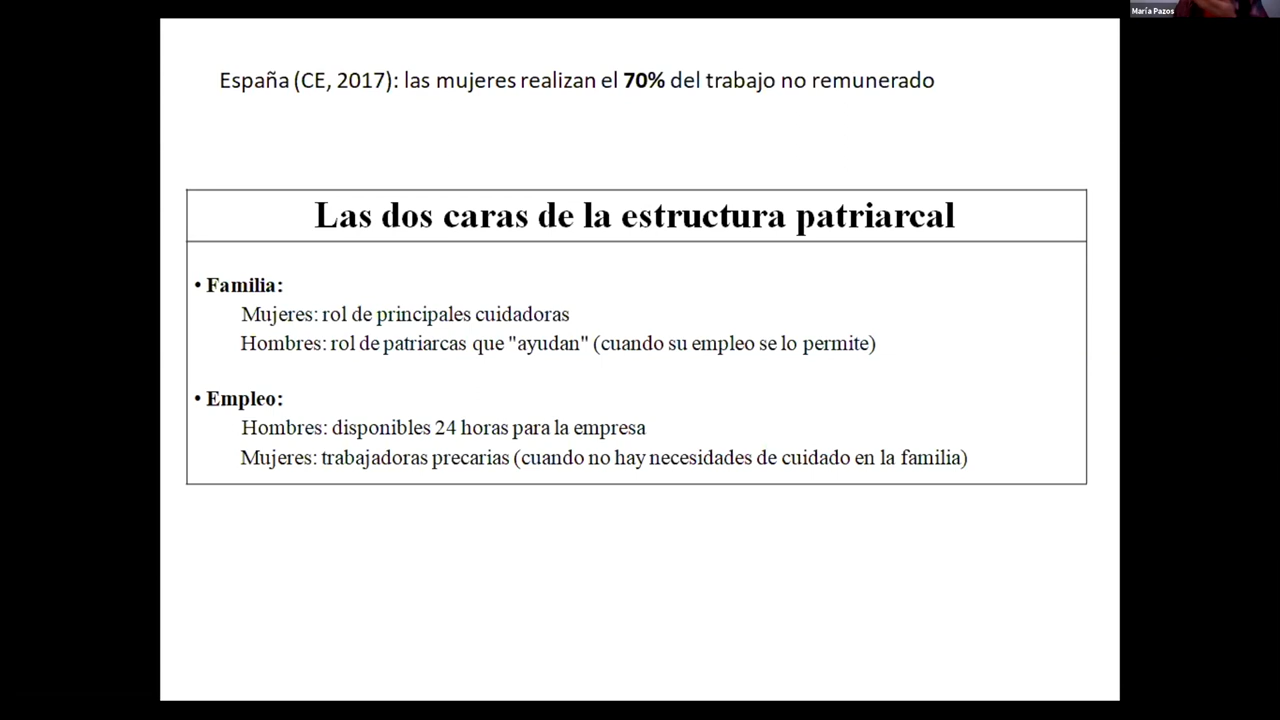 María Pazos
España (CE, 2017): las mujeres realizan el 70% del trabajo no remunerado
Las dos caras de la estructura patriarcal
• Familia:
Mujeres: rol de principales cuidadoras
Hombres: rol de patriarcas que "ayudan" (cuando su empleo se lo permite)
• Empleo:
Hombres: disponibles 24 horas para la empresa
Mujeres: trabajadoras precarias (cuando no hay necesidades de cuidado en la familia)